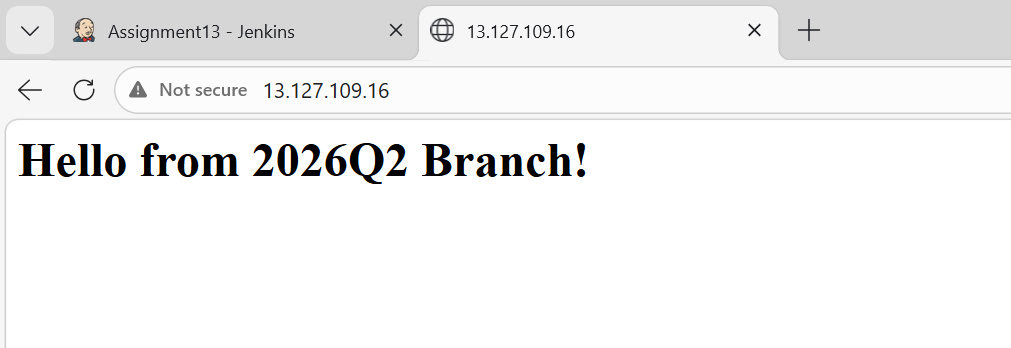 Assignment13 - Jenkins
13.127.109.16
Not secure
13.127.109.16
Hello from 2026Q2 Branch!